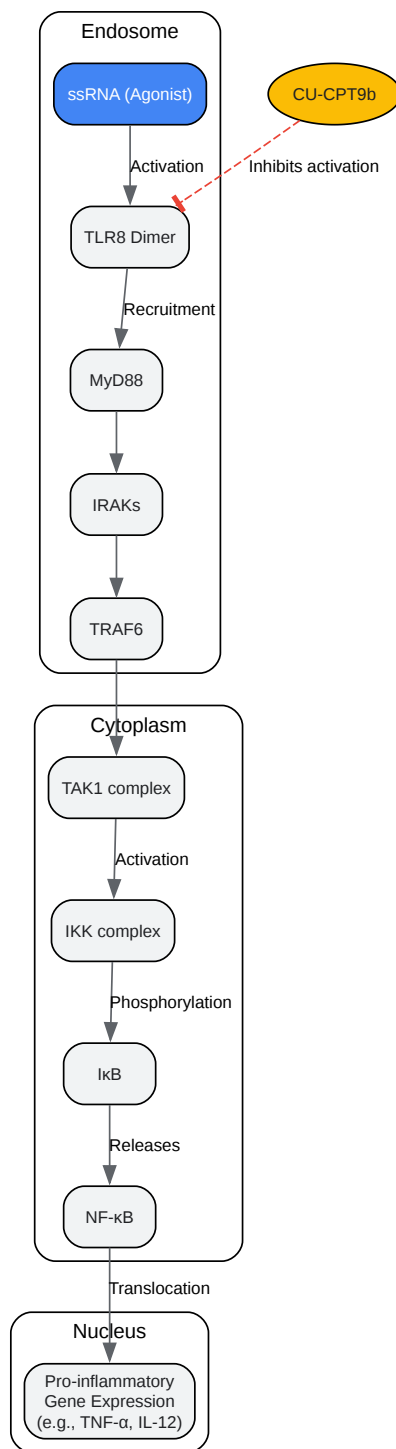 Endosome
ssRNA (Agonist)
CU-CPT9b
Activation
Inhibits activation
TLR8 Dimer
Recruitment
MyD88
IRAKs
TRAF6
Cytoplasm
TAK1 complex
Activation
IKK complex
Phosphorylation
IκB
Releases
NF-κB
Translocation
Nucleus
Pro-inflammatory
Gene Expression
(e.g., TNF-α, IL-12)